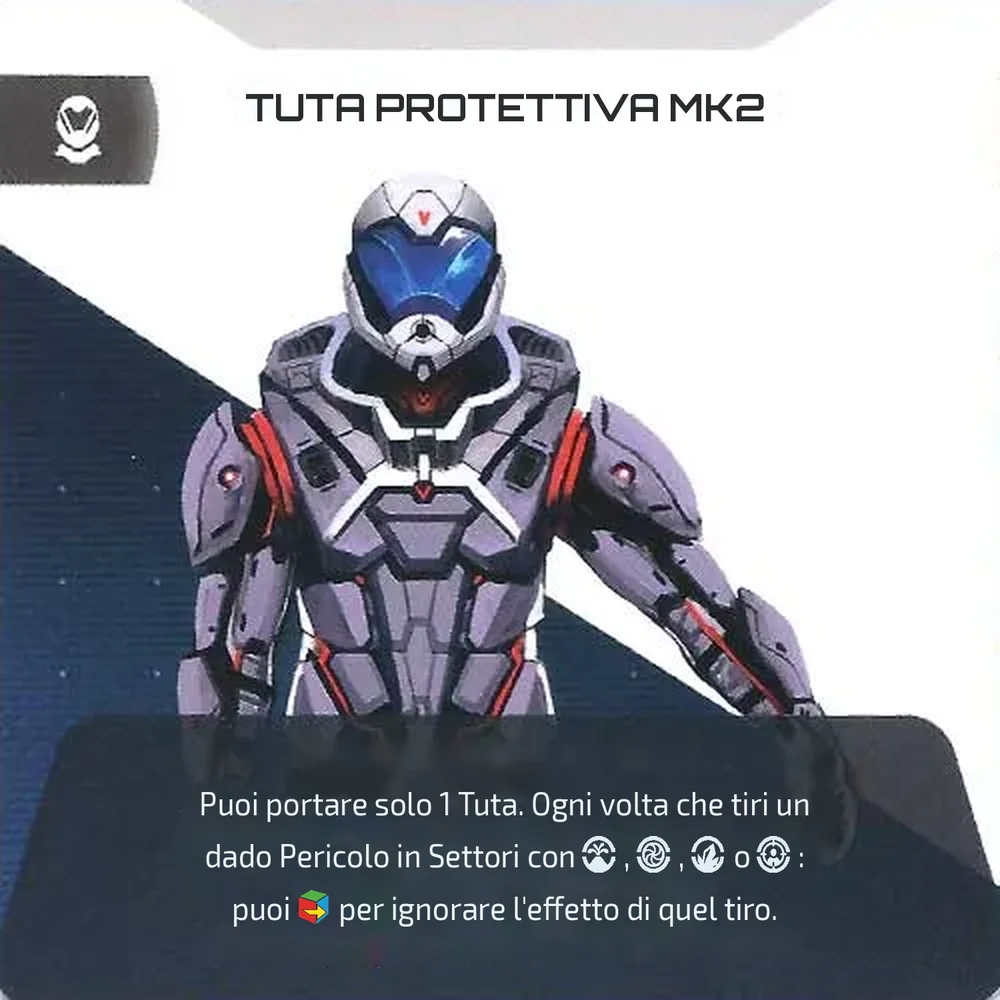 TUTA PROTETTIVA MK2
Puoi portare solo 1 Tuta. Ogni volta che tiri un
dado Pericolo in Settori con , , o :
puoi per ignorare l'effetto di quel tiro.